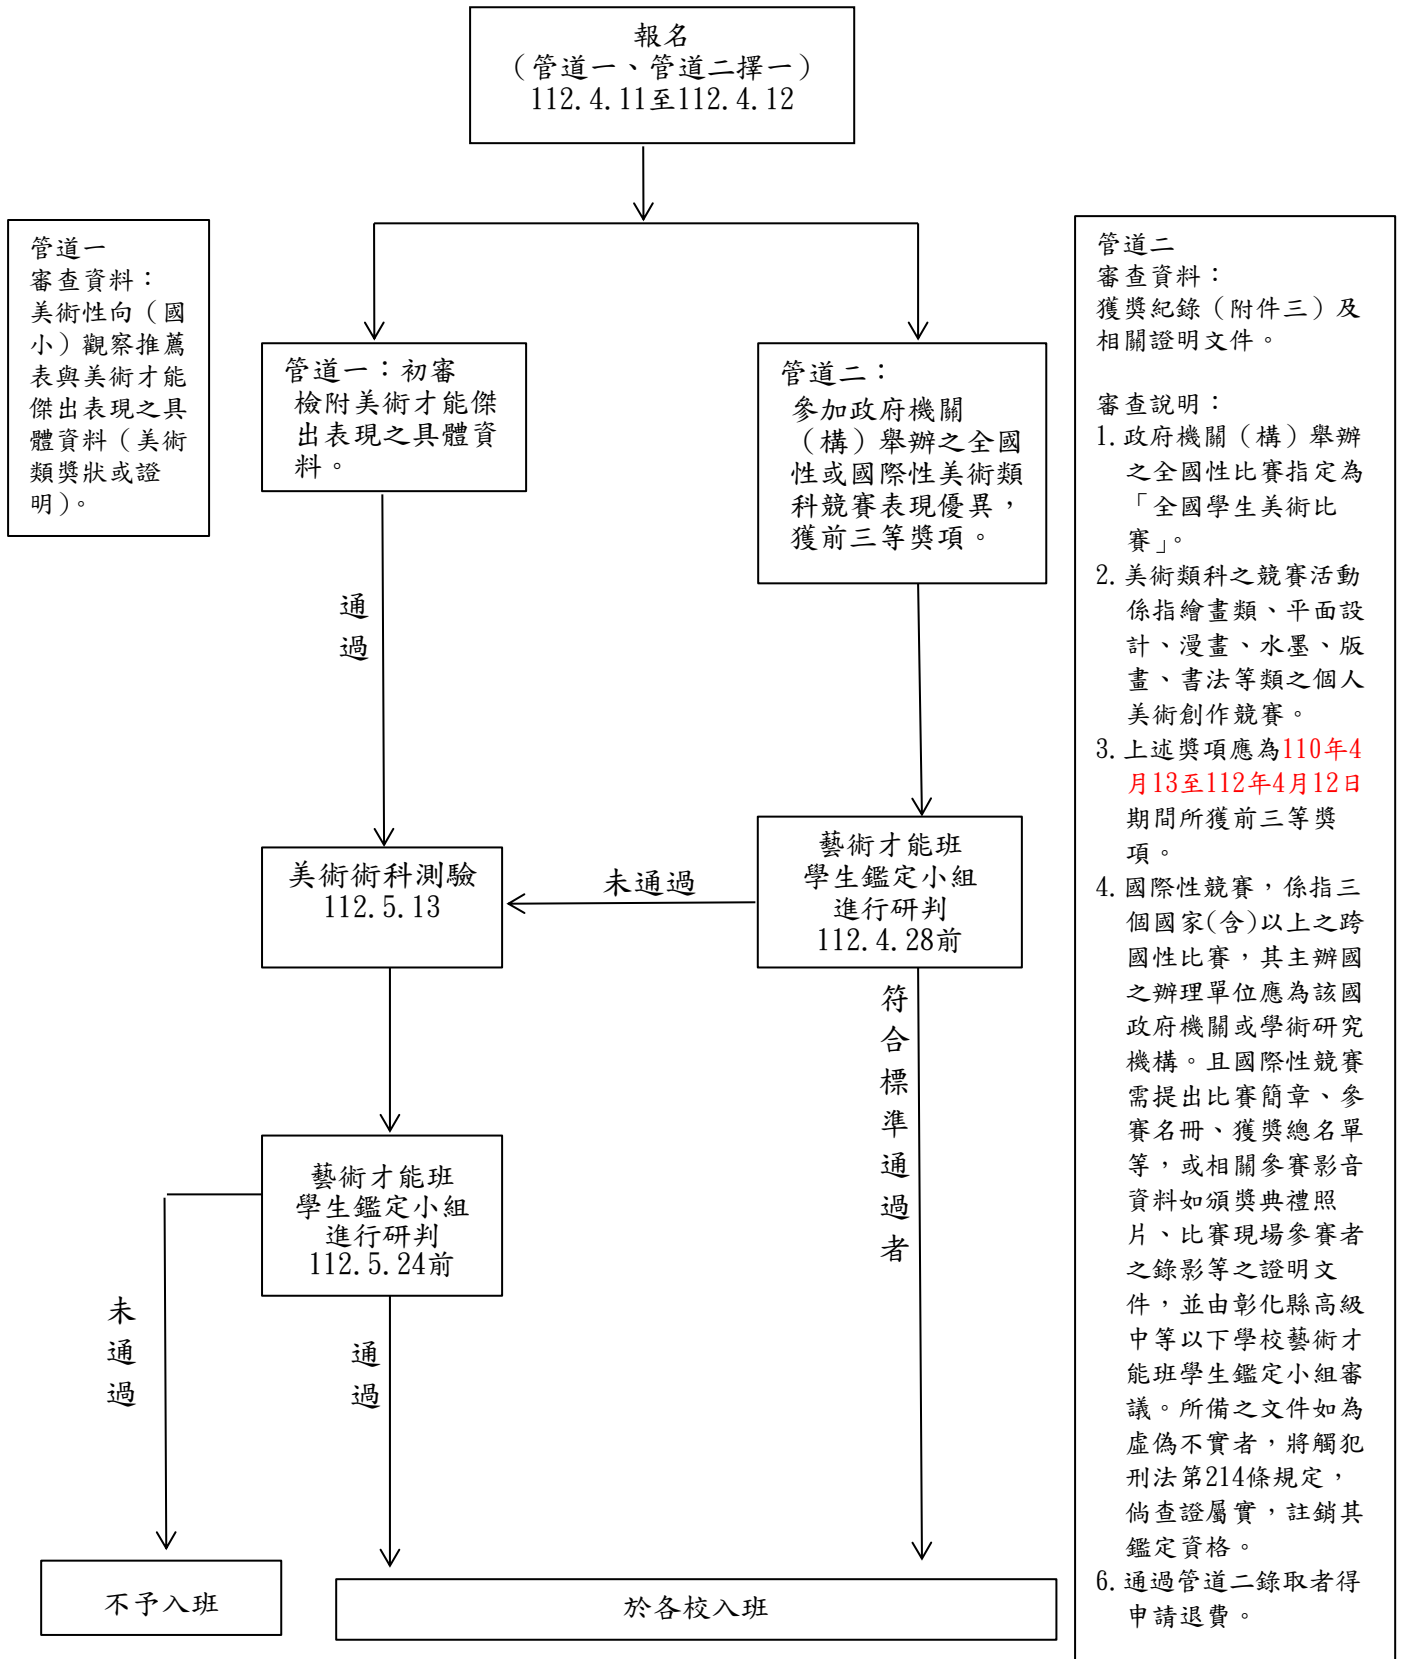 報名
（管道一、管道二擇一）
112.4.11至112.4.12
管道一
審查資料：
美術性向（國
小）觀察推薦
表與美術才能
傑出表現之具
體資料（美術
類獎狀或證
明）。
管道一：初審
檢附美術才能傑
出表現之具體資
料。
管道二：
參加政府機關
（構）舉辦之全國
性或國際性美術類
科競賽表現優異，
獲前三等獎項。
管道二
審查資料：
獲獎紀錄（附件三）及
相關證明文件。
審查說明：
1.政府機關（構）舉辦
之全國性比賽指定為
「全國學生美術比
賽」。
2.美術類科之競賽活動
係指繪畫類、平面設
計、漫畫、水墨、版
畫、書法等類之個人
美術創作競賽。
3.上述獎項應為110年4
月13至112年4月12日
期間所獲前三等獎
項。
4.國際性競賽，係指三
個國家(含)以上之跨
國性比賽，其主辦國
之辦理單位應為該國
政府機關或學術研究
機構。且國際性競賽
需提出比賽簡章、參
賽名冊、獲獎總名單
等，或相關參賽影音
資料如頒獎典禮照
片、比賽現場參賽者
之錄影等之證明文
件，並由彰化縣高級
中等以下學校藝術才
能班學生鑑定小組審
議。所備之文件如為
虛偽不實者，將觸犯
刑法第214條規定，
倘查證屬實，註銷其
鑑定資格。
6.通過管道二錄取者得
申請退費。
通過
美術術科測驗
112.5.13
未通過
藝術才能班
學生鑑定小組
進行研判
112.4.28前
符合標準通過者
藝術才能班
學生鑑定小組
進行研判
112.5.24前
未通過
通過
不予入班
於各校入班